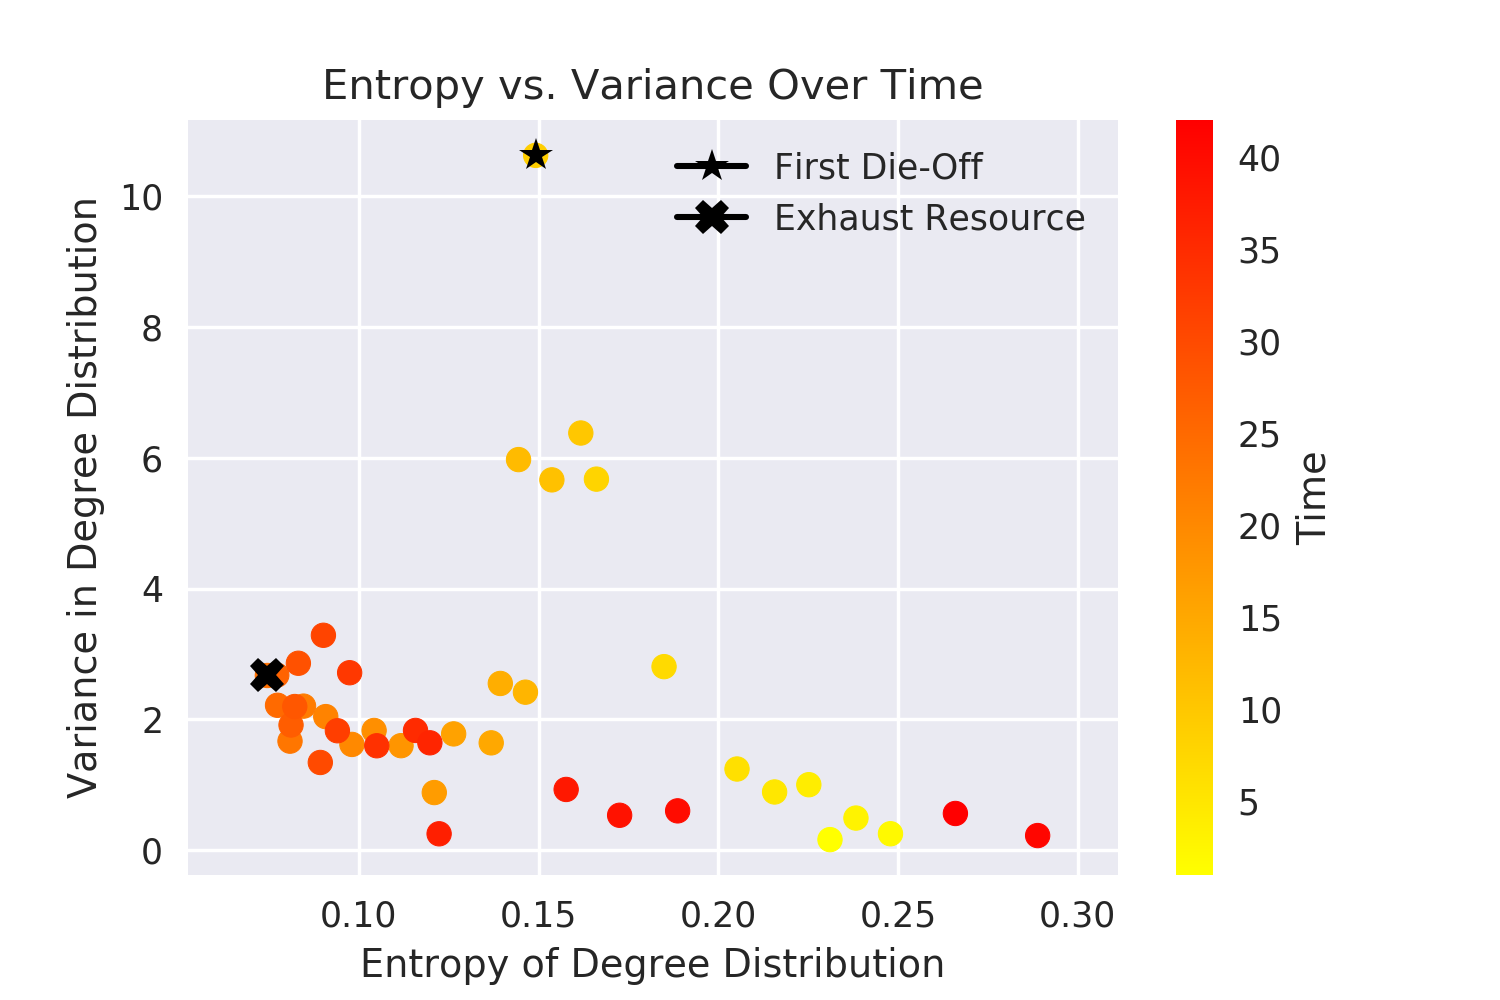 Entropy vs. Variance Over Time
First Die-Off
Exhaust Resource
Variance in Degree Distribution
10
8
6
4
2
0
0.10 0.15 0.20 0.25 0.30
Entropy of Degree Distribution
40
35
30
25
20
15
10
5
Time